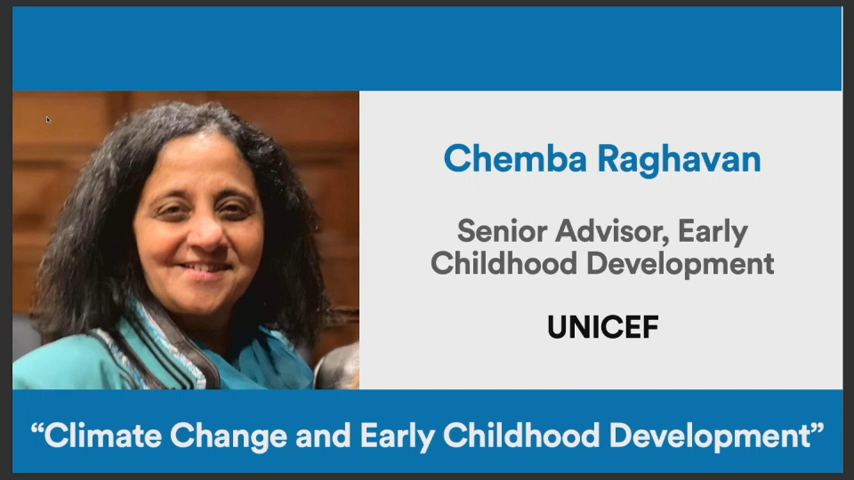 Chemba Raghavan
Senior Advisor, Early
Childhood Development
UNICEF
“Climate Change and Early Childhood Development”